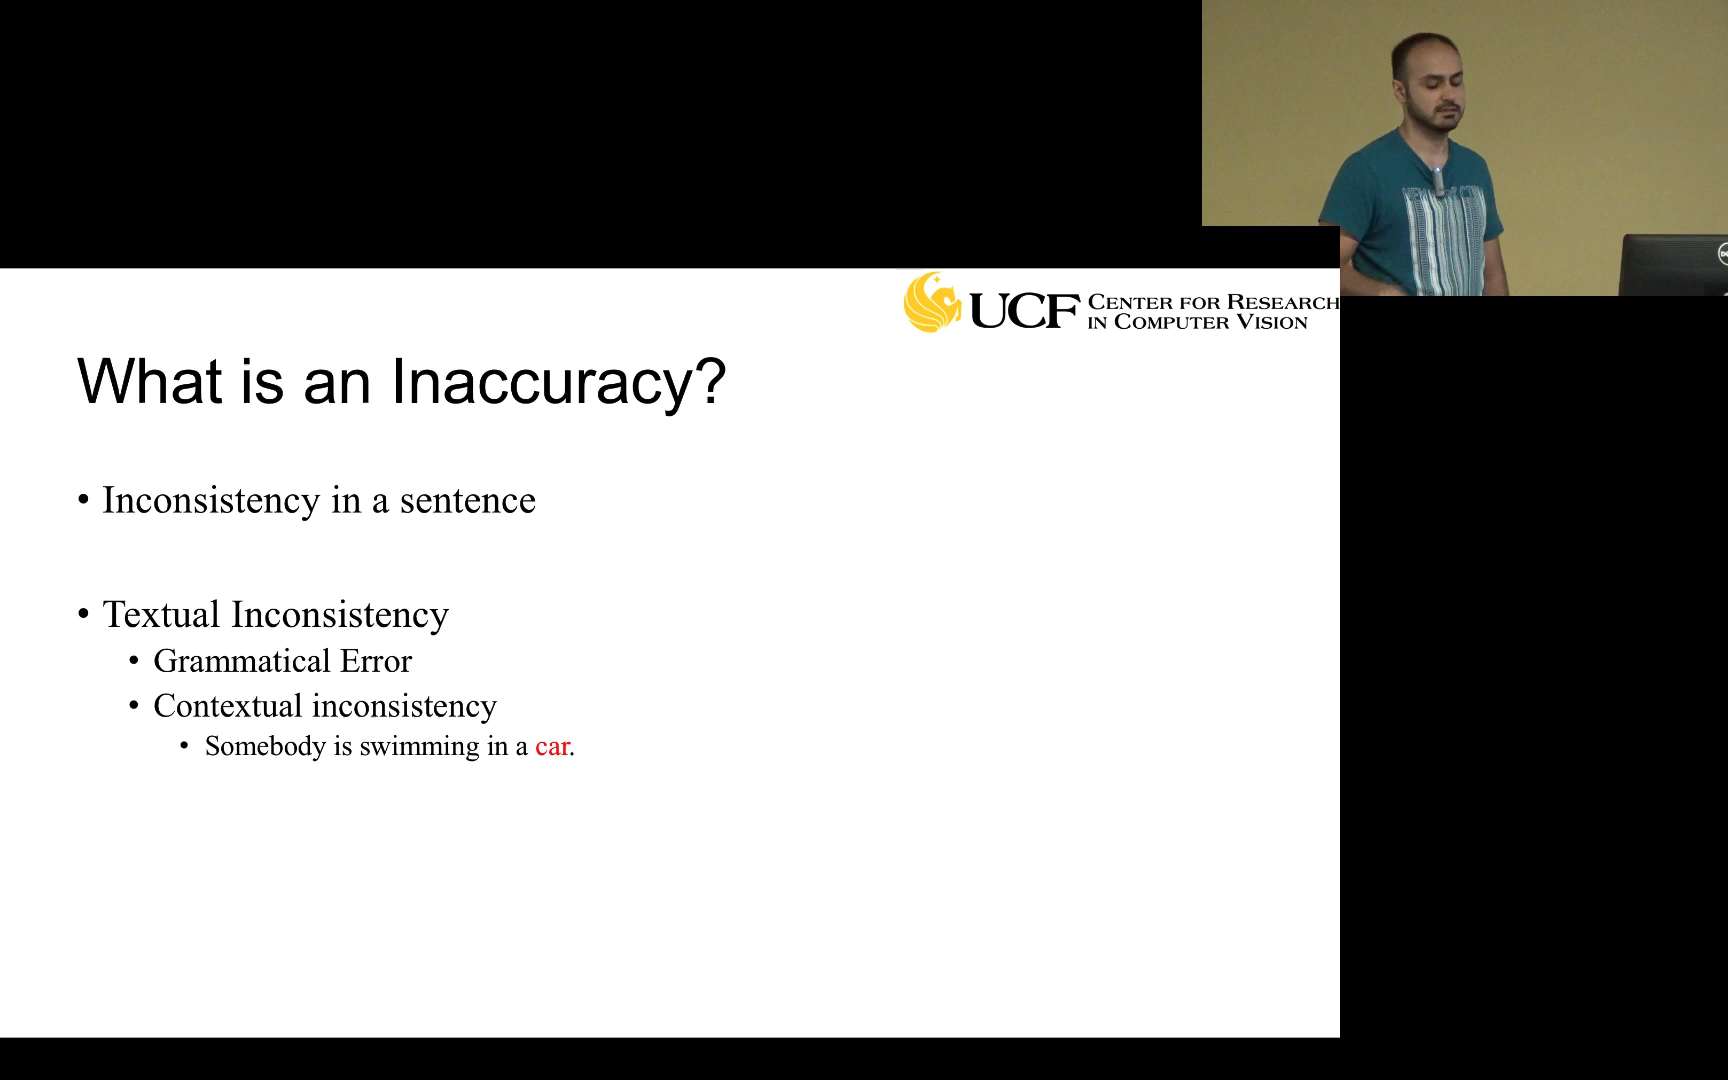 UCF CENTER FOR RESEARCH
IN COMPUTER VISION
What is an Inaccuracy?
• Inconsistency in a sentence
• Textual Inconsistency
• Grammatical Error
• Contextual inconsistency
• Somebody is swimming in a car.